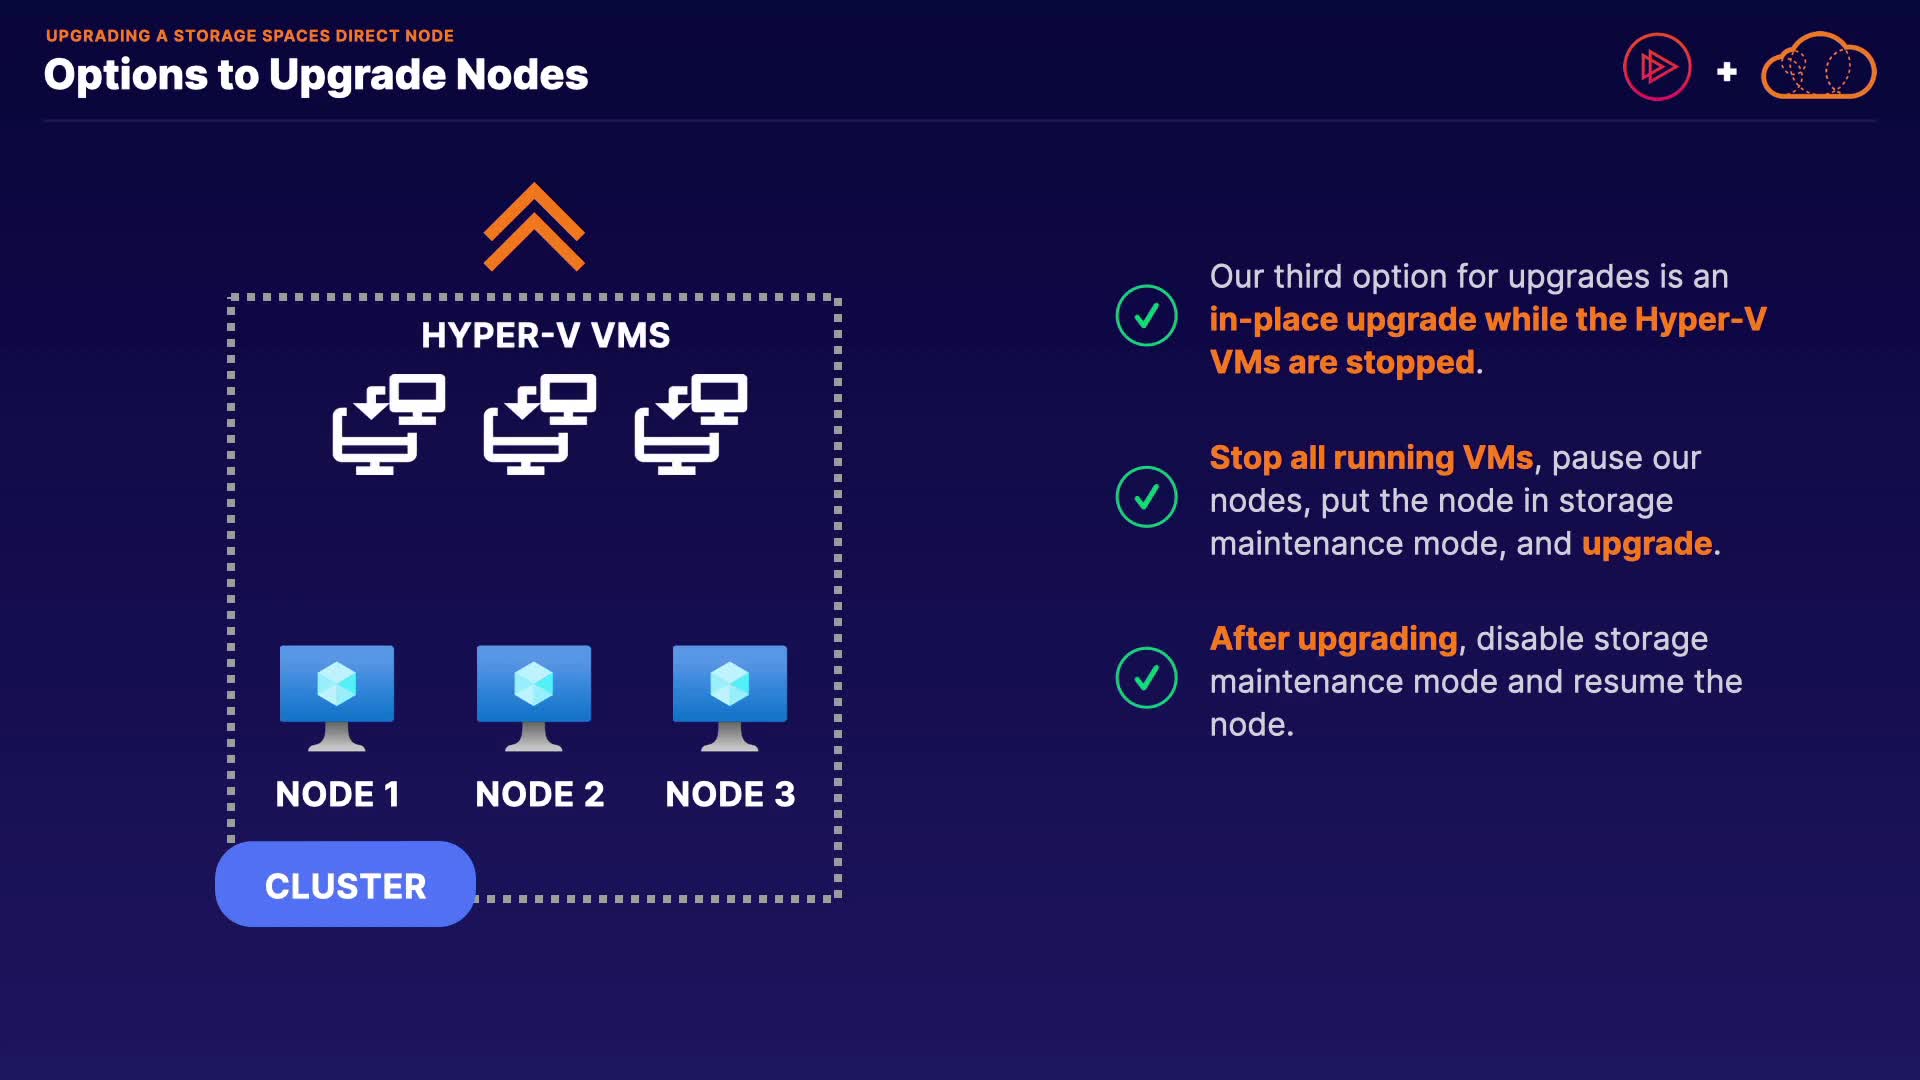 UPGRADING A STORAGE SPACES DIRECT NODE
Options to Upgrade Nodes
HYPER-V VMS
NODE 1
NODE 2
NODE 3
CLUSTER
Our third option for upgrades is an
in-place upgrade while the Hyper-V
VMs are stopped.
Stop all running VMs, pause our
nodes, put the node in storage
maintenance mode, and upgrade.
After upgrading, disable storage
maintenance mode and resume the
node.